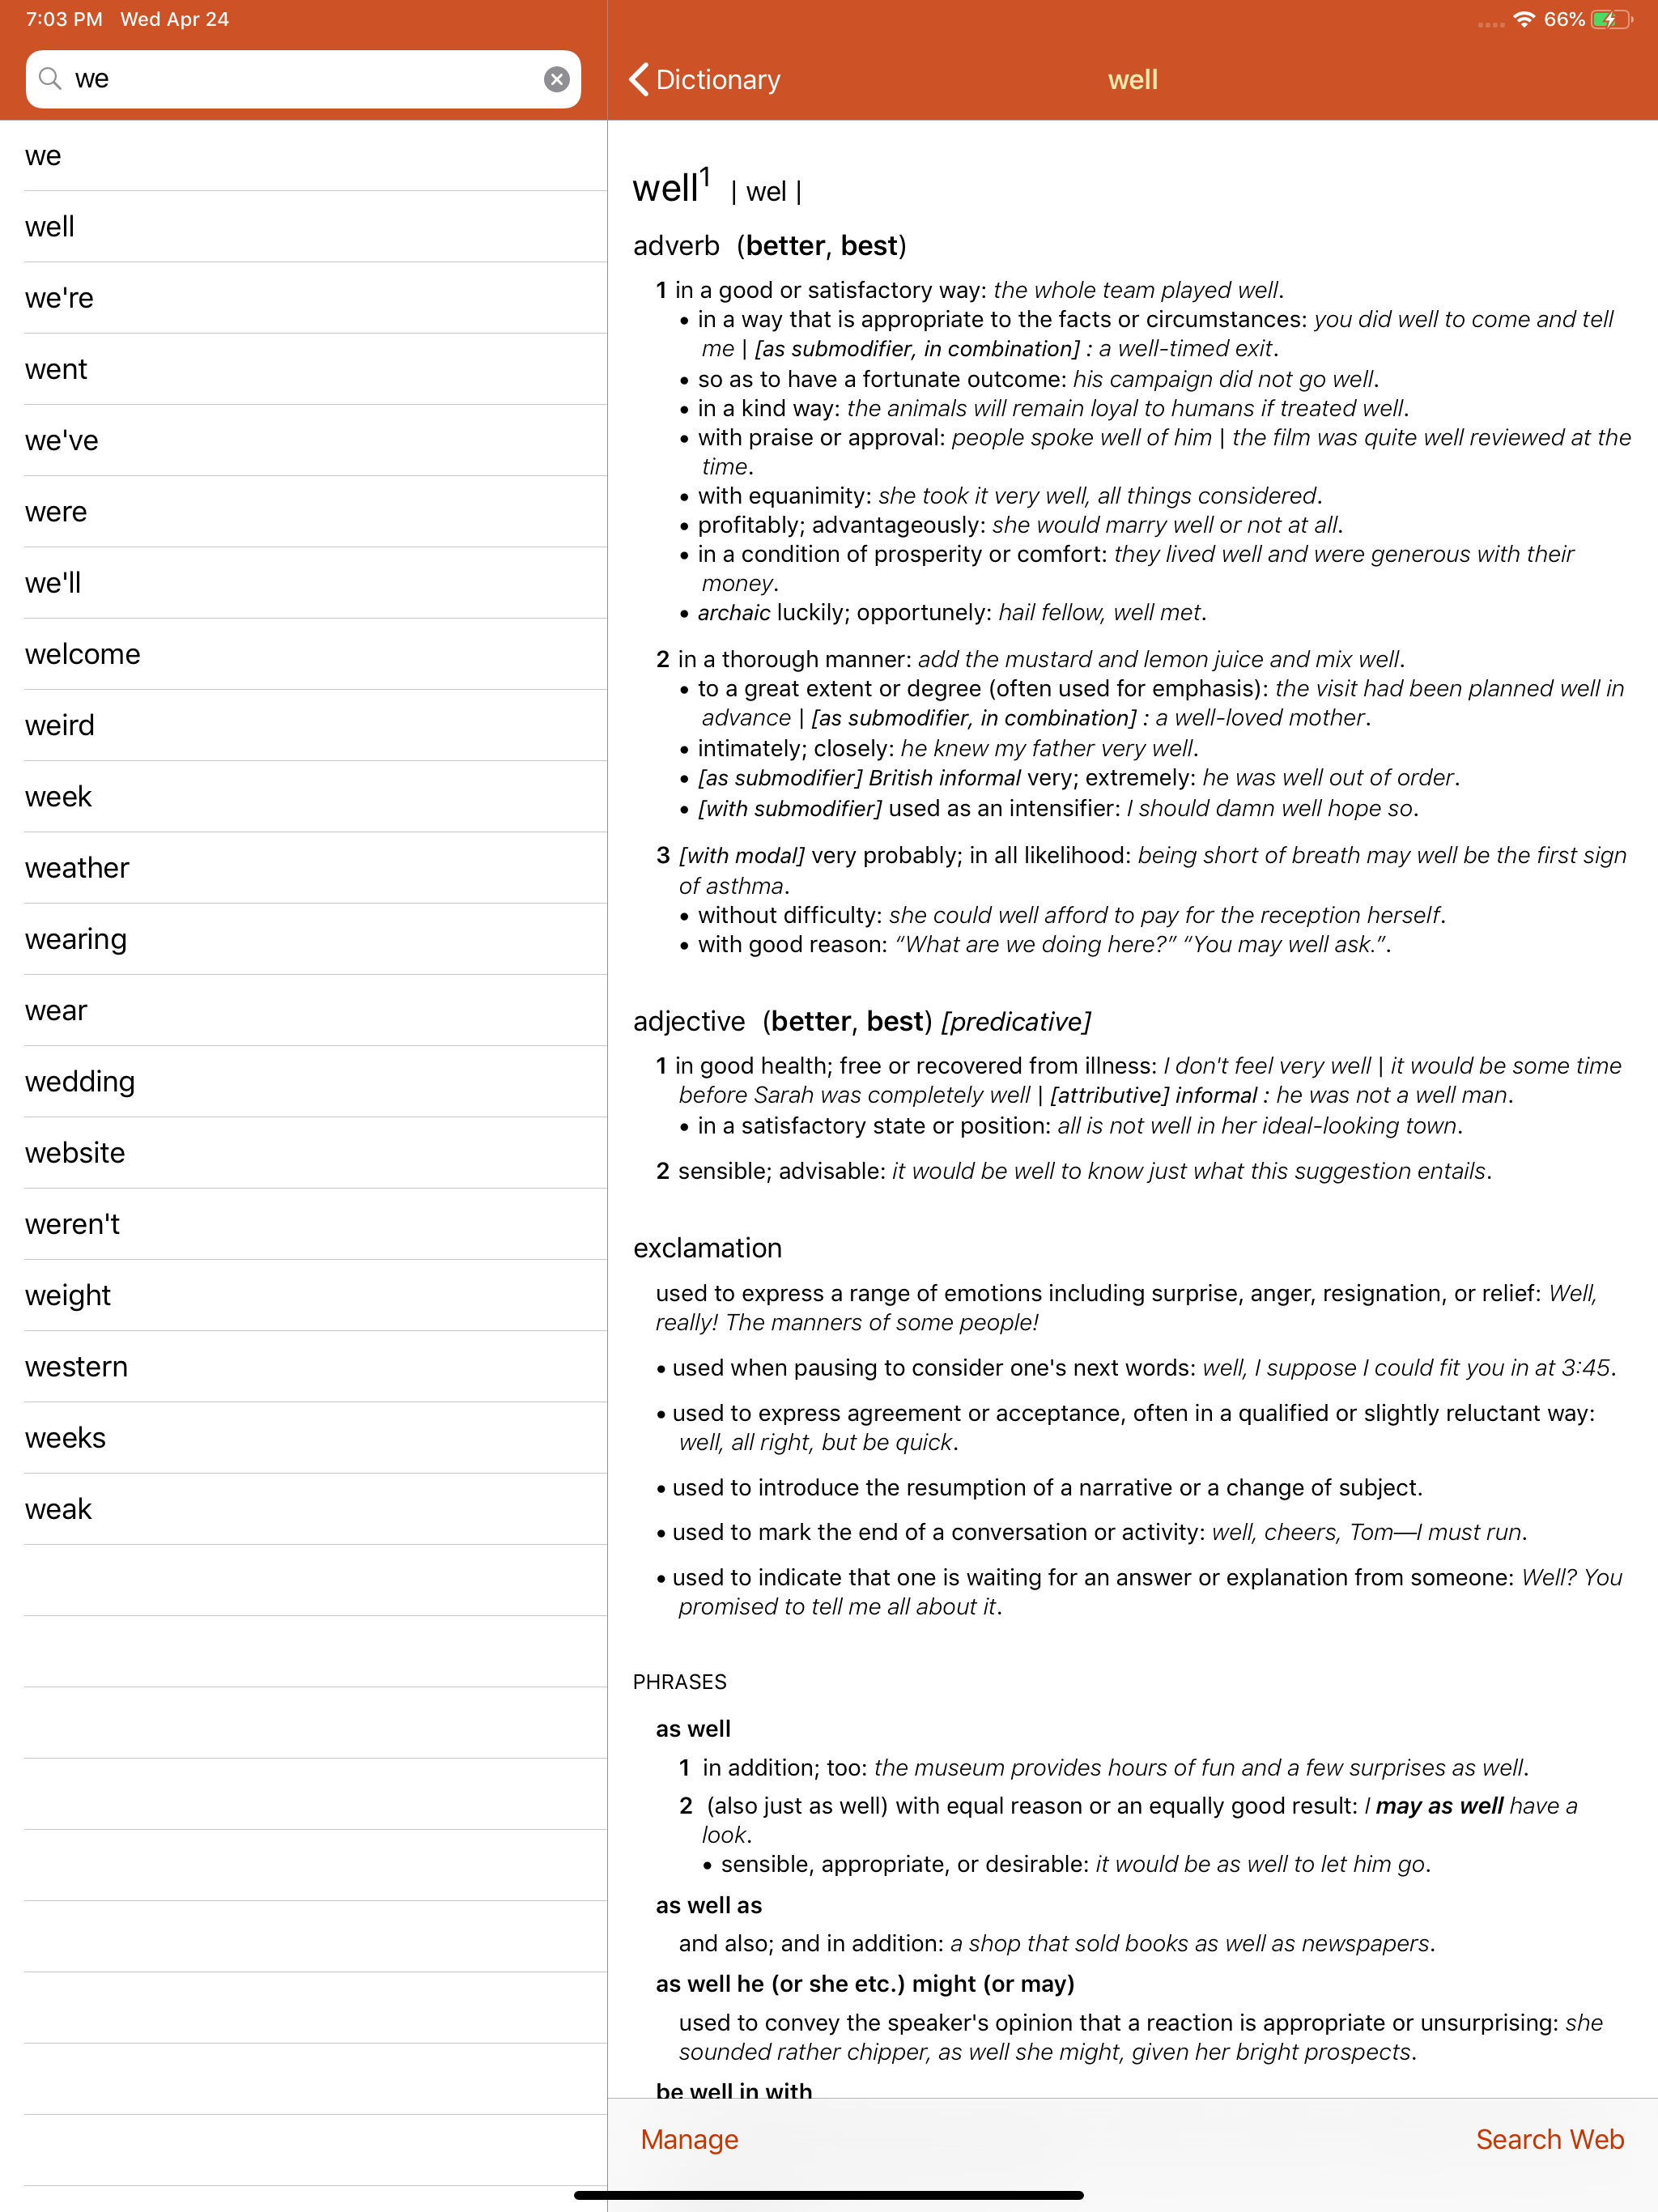 7:03 PM Wed Apr 24
66%
we
Dictionary
well
we
well
we're
went
we've
were
we'll
welcome
weird
week
weather
wearing
wear
wedding
website
weren't
weight
western
weeks
weak
well1 | wel |
adverb (better, best)
1 in a good or satisfactory way: the whole team played well.
• in a way that is appropriate to the facts or circumstances: you did well to come and tell
me | [as submodifier, in combination] : a well-timed exit.
• so as to have a fortunate outcome: his campaign did not go well.
• in a kind way: the animals will remain loyal to humans if treated well.
• with praise or approval: people spoke well of him | the film was quite well reviewed at the
time.
• with equanimity: she took it very well, all things considered.
• profitably; advantageously: she would marry well or not at all.
• in a condition of prosperity or comfort: they lived well and were generous with their
money.
• archaic luckily; opportunely: hail fellow, well met.
2 in a thorough manner: add the mustard and lemon juice and mix well.
• to a great extent or degree (often used for emphasis): the visit had been planned well in
advance | [as submodifier, in combination] : a well-loved mother.
• intimately; closely: he knew my father very well.
• [as submodifier] British informal very; extremely: he was well out of order.
• [with submodifier] used as an intensifier: I should damn well hope so.
3 [with modal] very probably; in all likelihood: being short of breath may well be the first sign
of asthma.
• without difficulty: she could well afford to pay for the reception herself.
• with good reason: “What are we doing here?” “You may well ask.”.
adjective (better, best) [predicative]
1 in good health; free or recovered from illness: I don't feel very well | it would be some time
before Sarah was completely well | [attributive] informal : he was not a well man.
• in a satisfactory state or position: all is not well in her ideal-looking town.
2 sensible; advisable: it would be well to know just what this suggestion entails.
exclamation
used to express a range of emotions including surprise, anger, resignation, or relief: Well,
really! The manners of some people!
• used when pausing to consider one's next words: well, I suppose I could fit you in at 3:45.
• used to express agreement or acceptance, often in a qualified or slightly reluctant way:
well, all right, but be quick.
• used to introduce the resumption of a narrative or a change of subject.
• used to mark the end of a conversation or activity: well, cheers, Tom—I must run.
• used to indicate that one is waiting for an answer or explanation from someone: Well? You
promised to tell me all about it.
PHRASES
as well
1 in addition; too: the museum provides hours of fun and a few surprises as well.
2 (also just as well) with equal reason or an equally good result: I may as well have a
look.
• sensible, appropriate, or desirable: it would be as well to let him go.
as well as
and also; and in addition: a shop that sold books as well as newspapers.
as well he (or she etc.) might (or may)
used to convey the speaker's opinion that a reaction is appropriate or unsurprising: she
sounded rather chipper, as well she might, given her bright prospects.
be well in with
Manage
Search Web